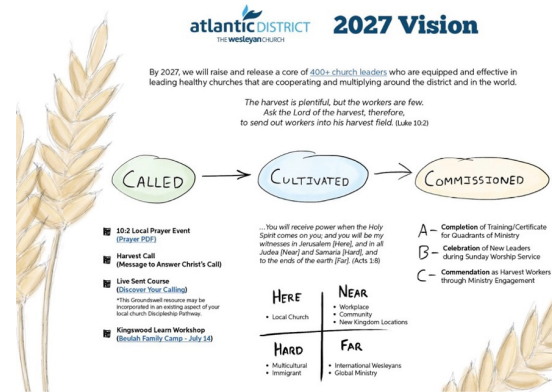 atlantic DISTRICT
THE wesleyan CHURCH
2027 Vision
By 2027, we will raise and release a core of 400+ church leaders who are equipped and effective in
leading healthy churches that are cooperating and multiplying around the district and in the world.
The harvest is plentiful, but the workers are few.
Ask the Lord of the harvest, therefore,
to send out workers into his harvest field. (Luke 10:2)
CALLED
CULTIVATED
COMMISSIONED
10:2 Local Prayer Event
(Prayer PDF)
Harvest Call
(Message to Answer Christ's Call)
Live Sent Course
(Discover Your Calling)
*This Groundswell resource may be
incorporated in an existing aspect of your
local church Discipleship Pathway.
Kingswood Learn Workshop
(Beulah Family Camp - July 14)
...You will receive power when the Holy
Spirit comes on you; and you will be my
witnesses in Jerusalem [Here], and in all
Judea [Near] and Samaria [Hard], and
to the ends of the earth [Far]. (Acts 1:8)
HERE
• Local Church
NEAR
• Workplace
• Community
• New Kingdom Locations
HARD
• Multicultural
• Immigrant
FAR
• International Wesleyans
• Global Ministry
A – Completion of Training/Certificate
for Quadrants of Ministry
B – Celebration of New Leaders
during Sunday Worship Service
C – Commendation as Harvest Workers
through Ministry Engagement